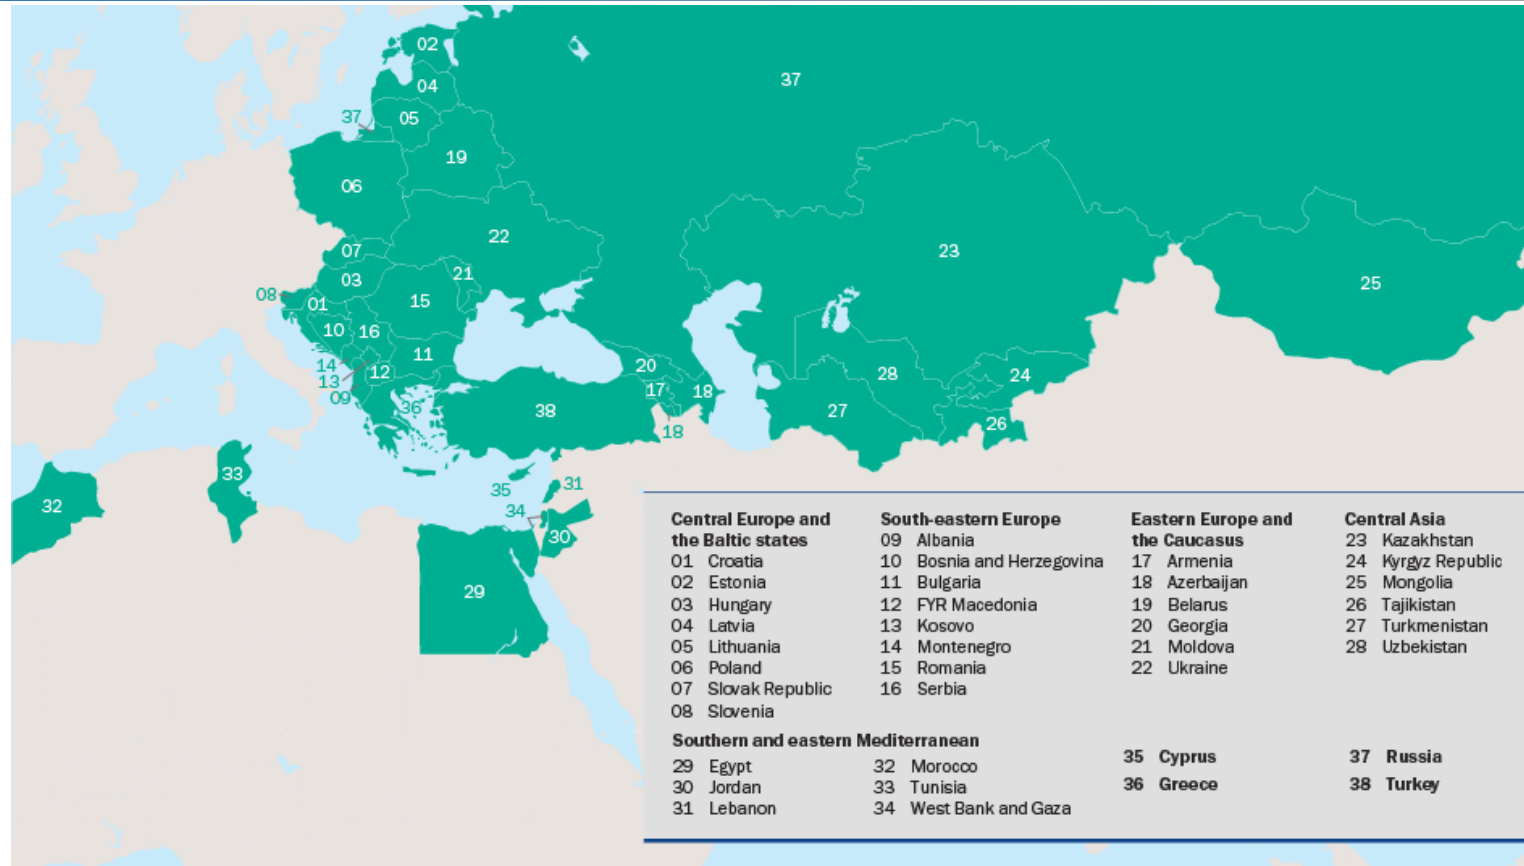 02
37
04
37
05
19
06
22
07
23
21
03
25
08
15
01
10
16
11
14
20
12
24
28
13
17
18
09
36
38
27
26
18
33
35
31
32
34
30
29
Central Europe and
the Baltic states
01 Croatia
02 Estonia
03 Hungary
04 Latvia
05 Lithuania
06 Poland
07 Slovak Republic
08 Slovenia
South-eastern Europe
09 Albania
10 Bosnia and Herzegovina
11 Bulgaria
12 FYR Macedonia
13 Kosovo
14 Montenegro
15 Romania
16 Serbia
Eastern Europe and
the Caucasus
17 Armenia
18 Azerbaijan
19 Belarus
20 Georgia
21 Moldova
22 Ukraine
Central Asia
23 Kazakhstan
24 Kyrgyz Republic
25 Mongolia
26 Tajikistan
27 Turkmenistan
28 Uzbekistan
Southern and eastern Mediterranean
29 Egypt
30 Jordan
31 Lebanon
32 Morocco
33 Tunisia
34 West Bank and Gaza
35 Cyprus
36 Greece
37 Russia
38 Turkey